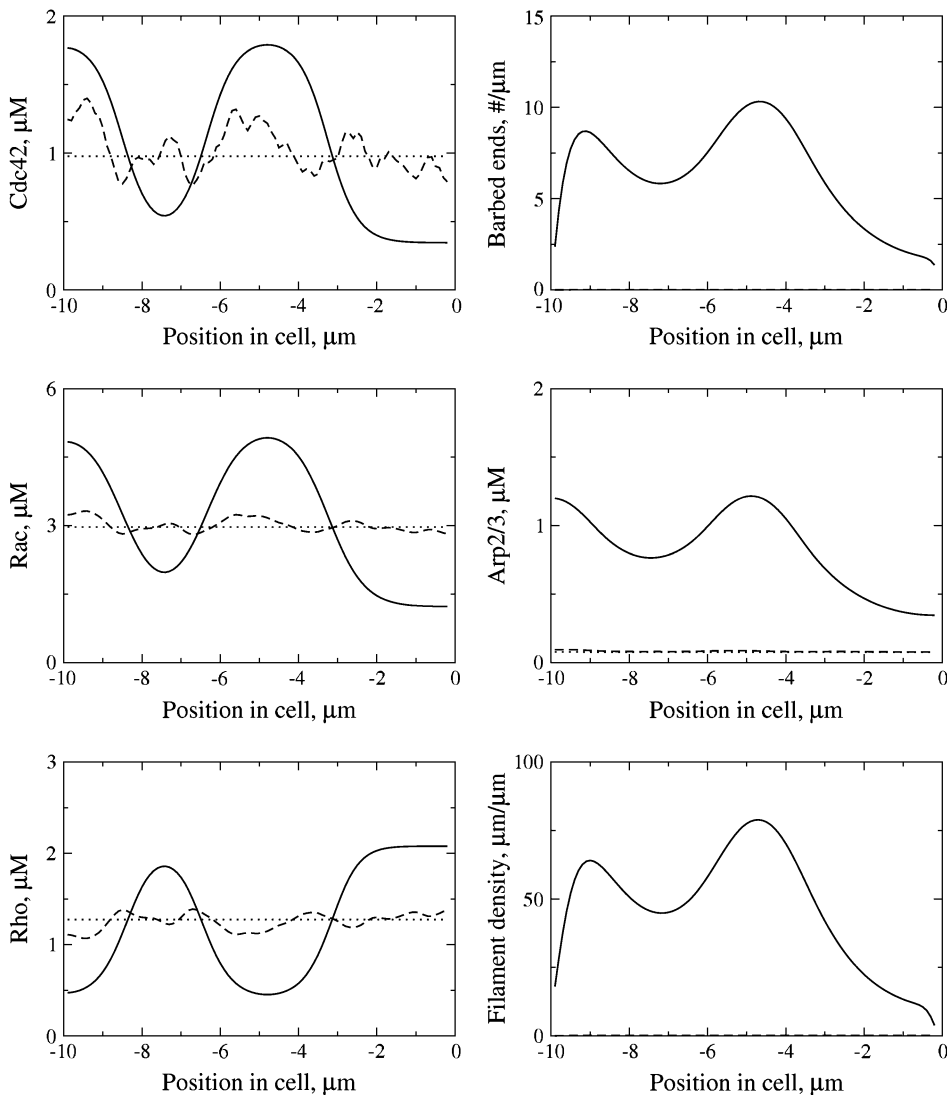 2
1
0
Cdc42, μM
-10 -8 -6 -4 -2 0
Position in cell, μm
15
10
5
0
Barbed ends, #/μm
-10 -8 -6 -4 -2 0
Position in cell, μm
6
3
0
Rac, μM
-10 -8 -6 -4 -2 0
Position in cell, μm
2
1
0
Arp2/3, μM
-10 -8 -6 -4 -2 0
Position in cell, μm
3
2
1
0
Rho, μM
-10 -8 -6 -4 -2 0
Position in cell, μm
100
50
0
Filament density, μm/μm
-10 -8 -6 -4 -2 0
Position in cell, μm